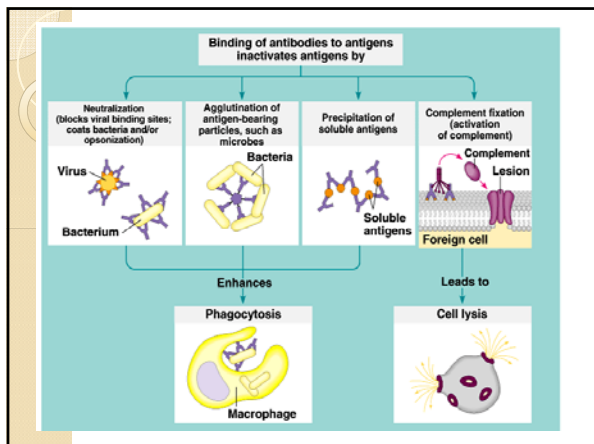 Binding of antibodies to antigens
inactivates antigens by
Neutralization
(blocks viral binding sites;
coats bacteria and/or
opsonization)
Virus
Bacterium
Agglutination of
antigen-bearing
particles, such as
microbes
Bacteria
Precipitation of
soluble antigens
Soluble
antigens
Complement fixation
(activation
of complement)
Complement
Lesion
Foreign cell
Enhances
Leads to
Phagocytosis
Macrophage
Cell lysis